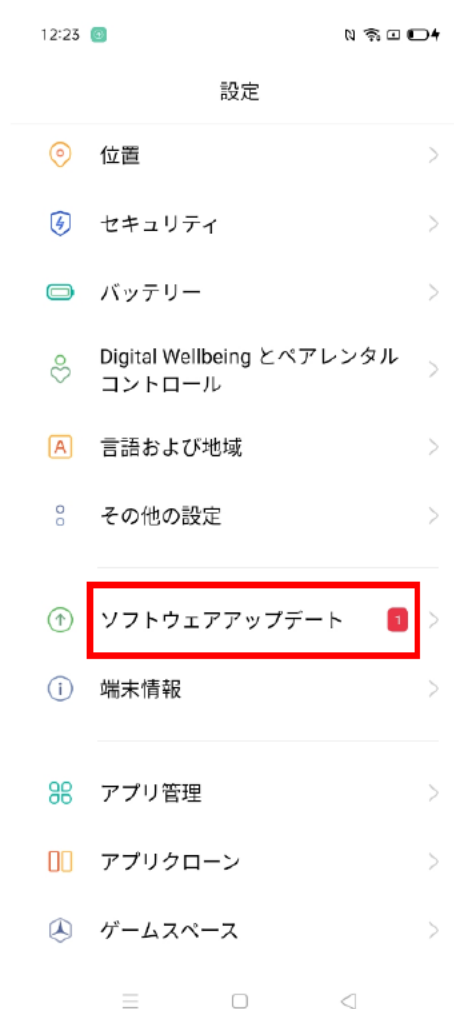 12:23
設定
位置
セキュリティ
バッテリー
Digital Wellbeing とペアレンタル
コントロール
A 言語および地域
その他の設定
ソフトウェアアップデート 1
端末情報
アプリ管理
アプリクローン
ゲームスペース